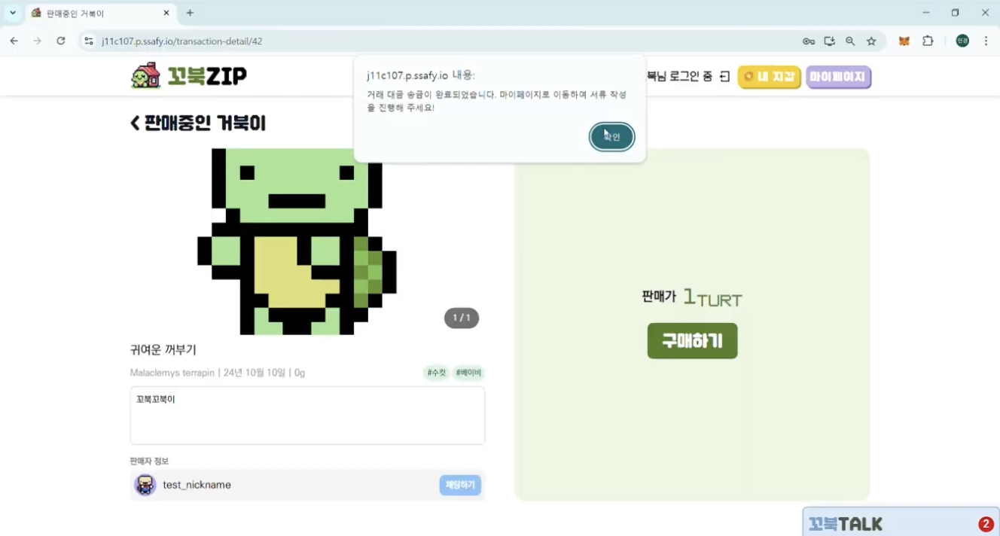 판매중인 거북이
j11c107.p.ssafy.io/transaction-detail/42
민경
꼬북ZIP
북님 로그인 중
내 지갑
마이페이지
j11c107.p.ssafy.io 내용:
거래 대금 송금이 완료되었습니다. 마이페이지로 이동하여 서류 작성
을 진행해 주세요!
확인
판매중인 거북이
1 / 1
귀여운 꺼부기
Malaclemys terrapin | 24년 10월 10일 | 0g
#수컷 #베이비
꼬북꼬북이
판매자 정보
test_nickname
채팅하기
판매가 1TURT
구매하기
꼬북TALK
2